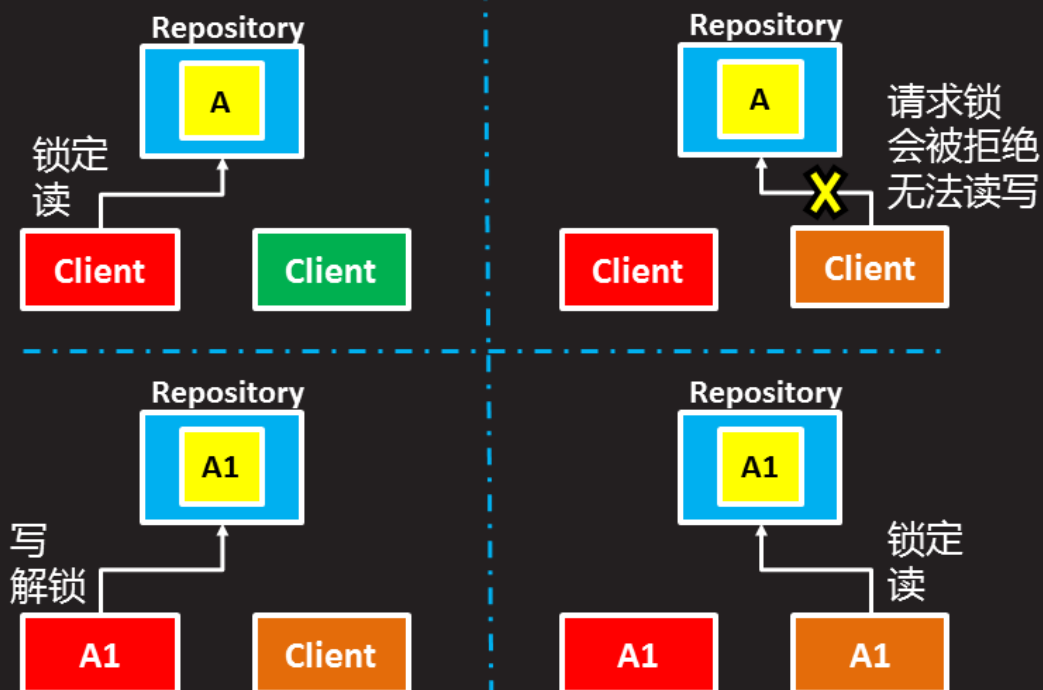 Repository
A
锁定
读
Client
Client
Repository
A
请求锁
会被拒绝
无法读写
X
Client
Client
Repository
A1
写
解锁
A1
Client
Repository
A1
锁定
读
A1
A1